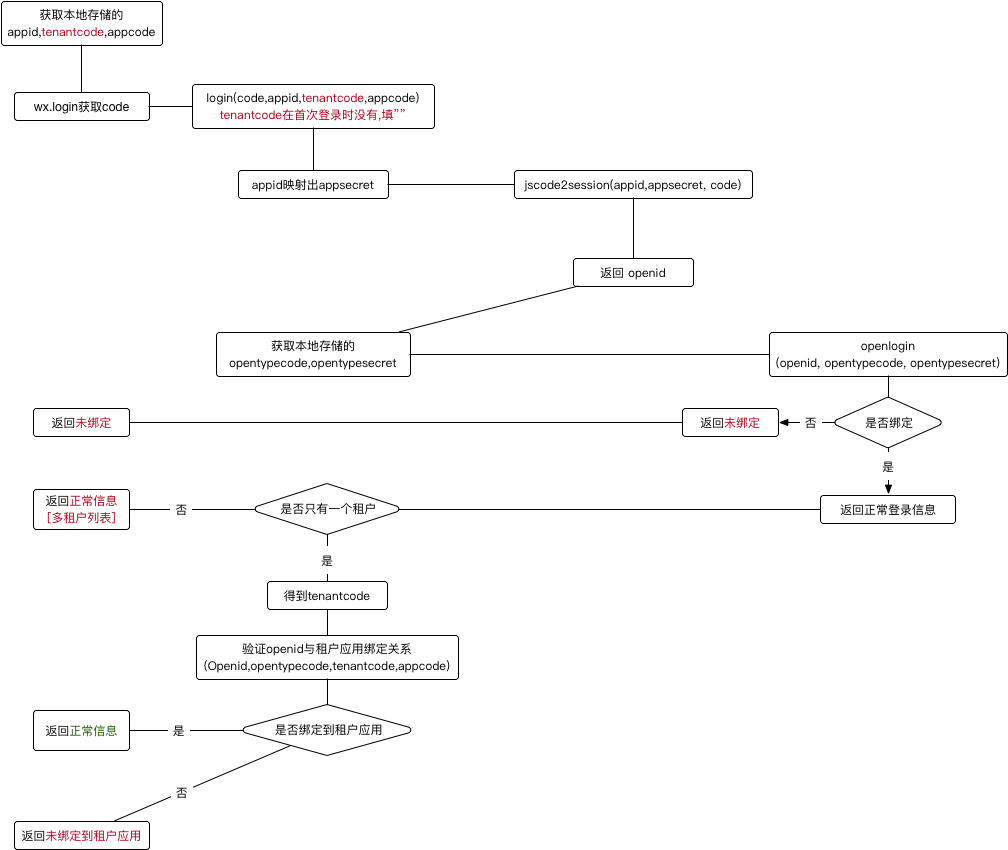 获取本地存储的
appid,tenantcode,appcode
wx.login获取code
login(code,appid,tenantcode,appcode)
tenantcode在首次登录时没有,填””
appid映射出appsecret
jscode2session(appid,appsecret, code)
返回 openid
获取本地存储的
opentypecode,opentypesecret
openlogin
(openid, opentypecode, opentypesecret)
返回未绑定
返回未绑定
否
是否绑定
是
返回正常信息
[多租户列表]
否
是否只有一个租户
返回正常登录信息
是
得到tenantcode
验证openid与租户应用绑定关系
(Openid,opentypecode,tenantcode,appcode)
返回正常信息
是
是否绑定到租户应用
否
返回未绑定到租户应用